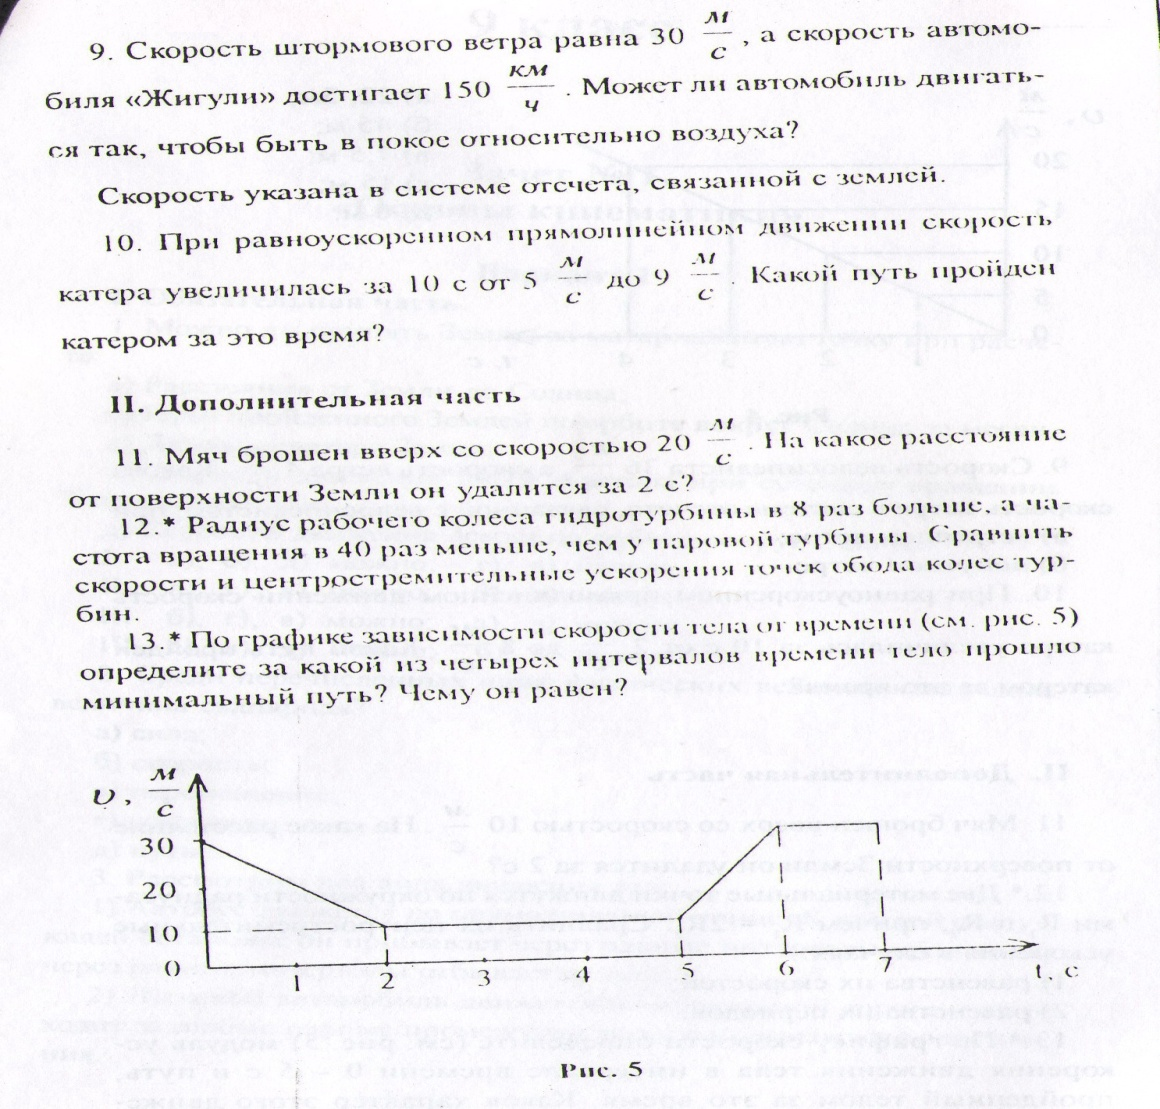 9. Скорость штормового ветра равна 30 м/с, а скорость автомо-
биля «Жигули» достигает 150 км/ч. Может ли автомобиль двигать-
ся так, чтобы быть в покое относительно воздуха?
Скорость указана в системе отсчета, связанной с землей.
10. При равноускоренном прямолинейном движении скорость
катера увеличилась за 10 с от 5 м/с до 9 м/с Какой путь пройден
катером за это время?
II. Дополнительная часть
11. Мяч брошен вверх со скоростью 20 м/с. На какое расстояние
от поверхности Земли он удалится за 2 с?
12.* Радиус рабочего колеса гидротурбины в 8 раз больше, а ча-
стота вращения в 40 раз меньше, чем у паровой турбины. Сравнить
скорости и центростремительные ускорения точек обода колес тур-
бин.
13.* По графику зависимости скорости тела от времени (см. рис. 5)
определите за какой из четырех интервалов времени тело прошло
минимальный путь? Чему он равен?
υ, м/с
30
20
10
0
1 2 3 4 5 6 7 t, с
Рис. 5